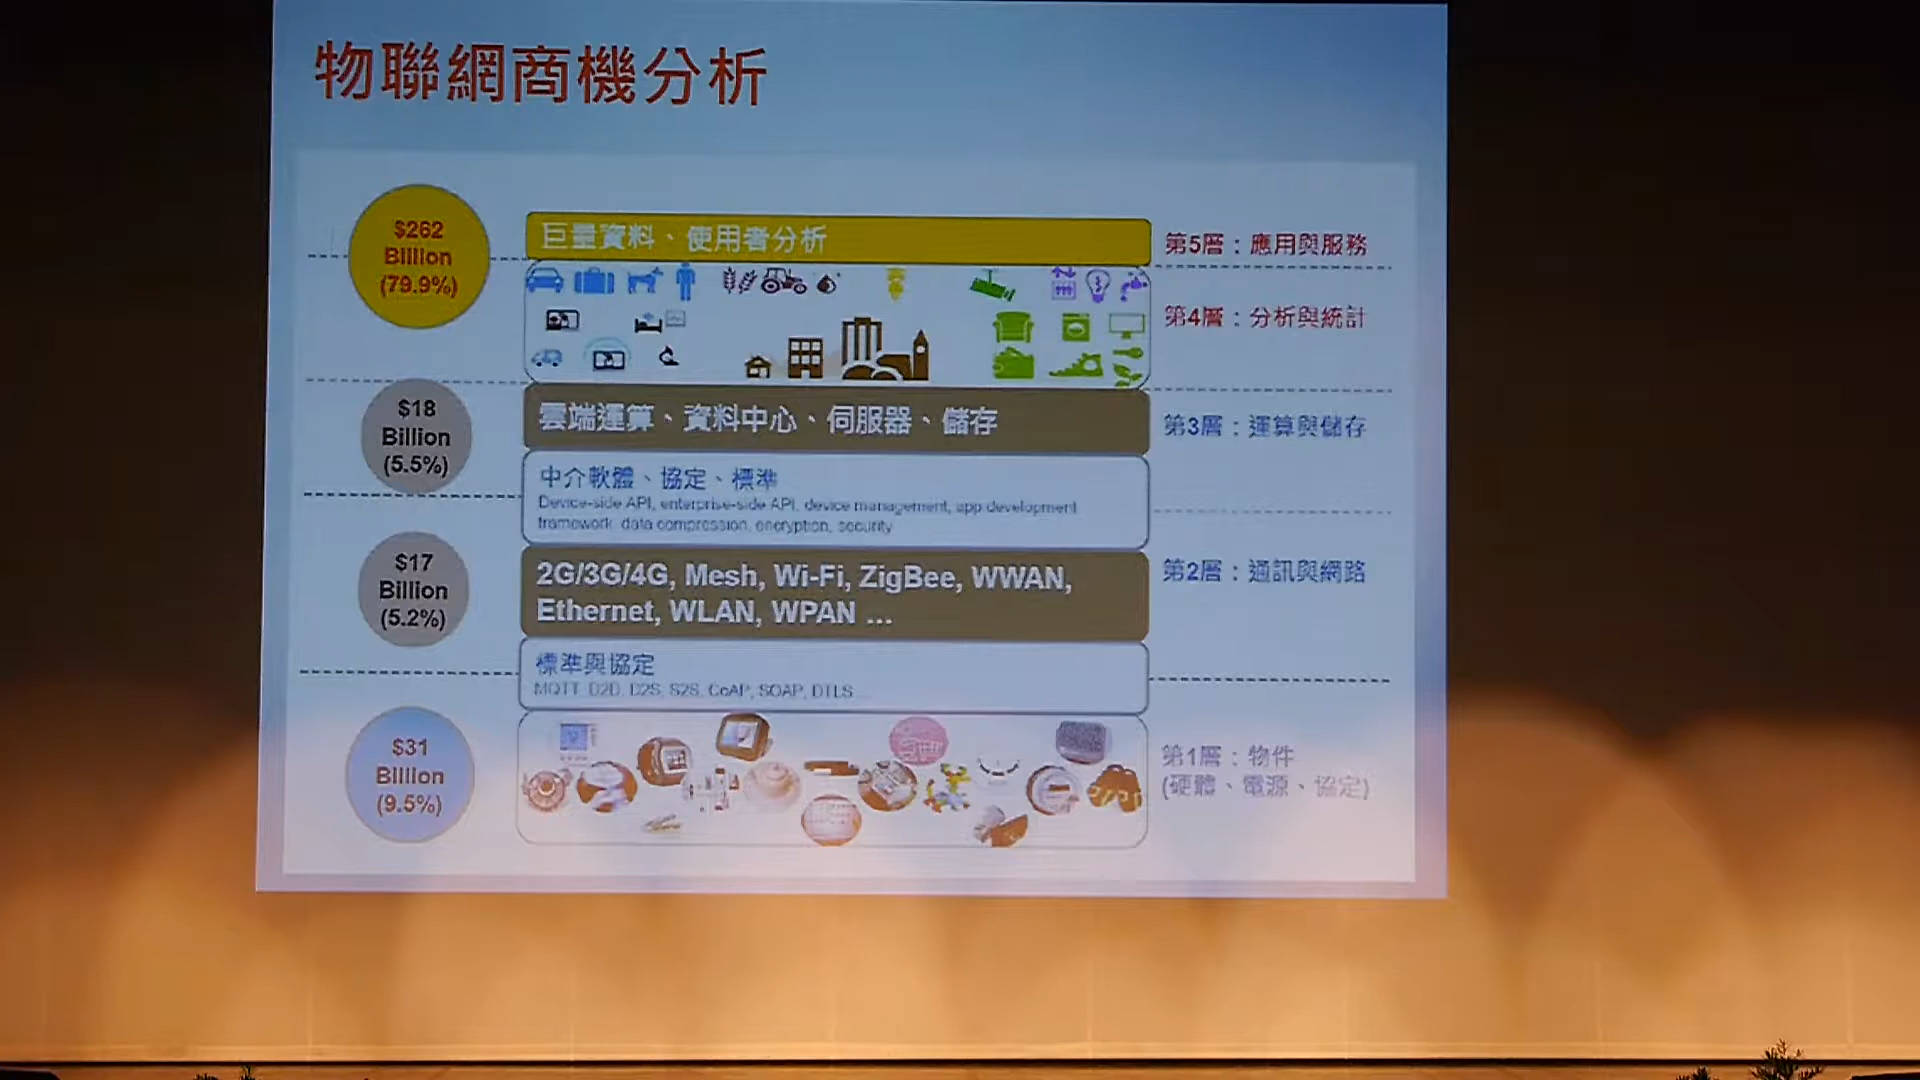 物聯網商機分析
$262
Billion
(79.9%)
巨量資料、使用者分析
第5層：應用與服務
第4層：分析與統計
$18
Billion
(5.5%)
雲端運算、資料中心、伺服器、儲存
第3層：運算與儲存
中介軟體、協定、標準
Device-side API, enterprise-side API, device management, app development
framework, data compression, encryption, security
$17
Billion
(5.2%)
2G/3G/4G, Mesh, Wi-Fi, ZigBee, WWAN,
Ethernet, WLAN, WPAN ...
第2層：通訊與網路
標準與協定
MQTT, D2D, D2S, S2S, CoAP, SOAP, DTLS
$31
Billion
(9.5%)
第1層：物件
(硬體、電源、協定)